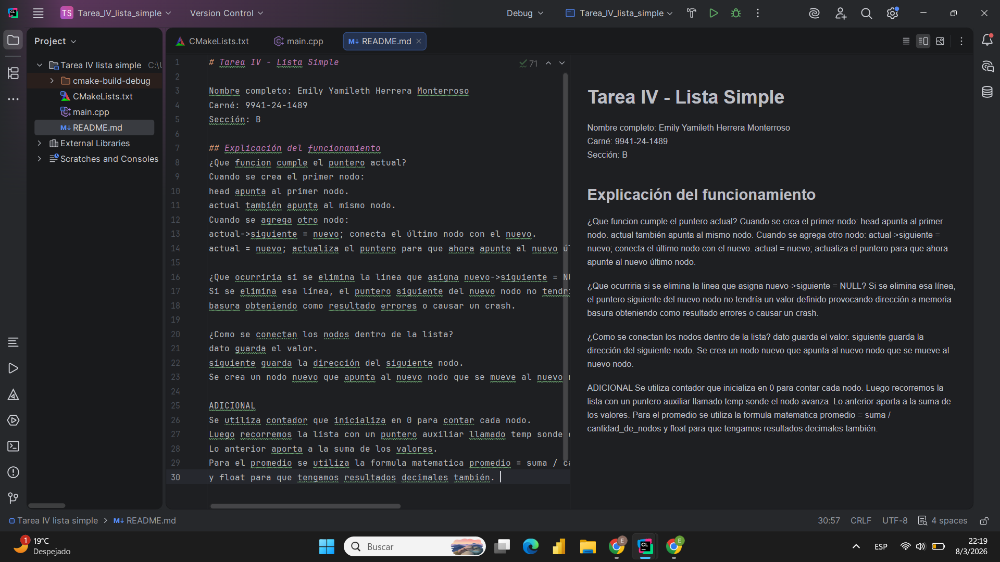 TS Tarea_IV_lista_simple Version Control Debug Tarea_IV_lista_simple
Project
CMakeLists.txt main.cpp README.md
Tarea IV lista simple C:\
cmake-build-debug
CMakeLists.txt
main.cpp
README.md
External Libraries
Scratches and Consoles
71
1 # Tarea IV - Lista Simple
2
3 Nombre completo: Emily Yamileth Herrera Monterroso
4 Carné: 9941-24-1489
5 Sección: B
6
7 ## Explicación del funcionamiento
8 ¿Que funcion cumple el puntero actual?
9 Cuando se crea el primer nodo:
10 head apunta al primer nodo.
11 actual también apunta al mismo nodo.
12 Cuando se agrega otro nodo:
13 actual->siguiente = nuevo; conecta el último nodo con el nuevo.
14 actual = nuevo; actualiza el puntero para que ahora apunte al nuevo úl
15
16 ¿Que ocurriria si se elimina la linea que asigna nuevo->siguiente = NU
17 Si se elimina esa línea, el puntero siguiente del nuevo nodo no tendrí
18 basura obteniendo como resultado errores o causar un crash.
19
20 ¿Como se conectan los nodos dentro de la lista?
21 dato guarda el valor.
22 siguiente guarda la dirección del siguiente nodo.
23 Se crea un nodo nuevo que apunta al nuevo nodo que se mueve al nuevo n
24
25 ADICIONAL
26 Se utiliza contador que inicializa en 0 para contar cada nodo.
27 Luego recorremos la lista con un puntero auxiliar llamado temp sonde e
28 Lo anterior aporta a la suma de los valores.
29 Para el promedio se utiliza la formula matematica promedio = suma / ca
30 y float para que tengamos resultados decimales también.
Tarea IV - Lista Simple
Nombre completo: Emily Yamileth Herrera Monterroso
Carné: 9941-24-1489
Sección: B
Explicación del funcionamiento
¿Que funcion cumple el puntero actual? Cuando se crea el primer nodo: head apunta al primer
nodo. actual también apunta al mismo nodo. Cuando se agrega otro nodo: actual->siguiente =
nuevo; conecta el último nodo con el nuevo. actual = nuevo; actualiza el puntero para que ahora
apunte al nuevo último nodo.
¿Que ocurriria si se elimina la linea que asigna nuevo->siguiente = NULL? Si se elimina esa línea,
el puntero siguiente del nuevo nodo no tendría un valor definido provocando dirección a memoria
basura obteniendo como resultado errores o causar un crash.
¿Como se conectan los nodos dentro de la lista? dato guarda el valor. siguiente guarda la
dirección del siguiente nodo. Se crea un nodo nuevo que apunta al nuevo nodo que se mueve al
nuevo nodo.
ADICIONAL Se utiliza contador que inicializa en 0 para contar cada nodo. Luego recorremos la
lista con un puntero auxiliar llamado temp sonde el nodo avanza. Lo anterior aporta a la suma de
los valores. Para el promedio se utiliza la formula matematica promedio = suma /
cantidad_de_nodos y float para que tengamos resultados decimales también.
Tarea IV lista simple > README.md
30:57 CRLF UTF-8 4 spaces
1 19°C
Despejado
Buscar
ESP
22:19
8/3/2026